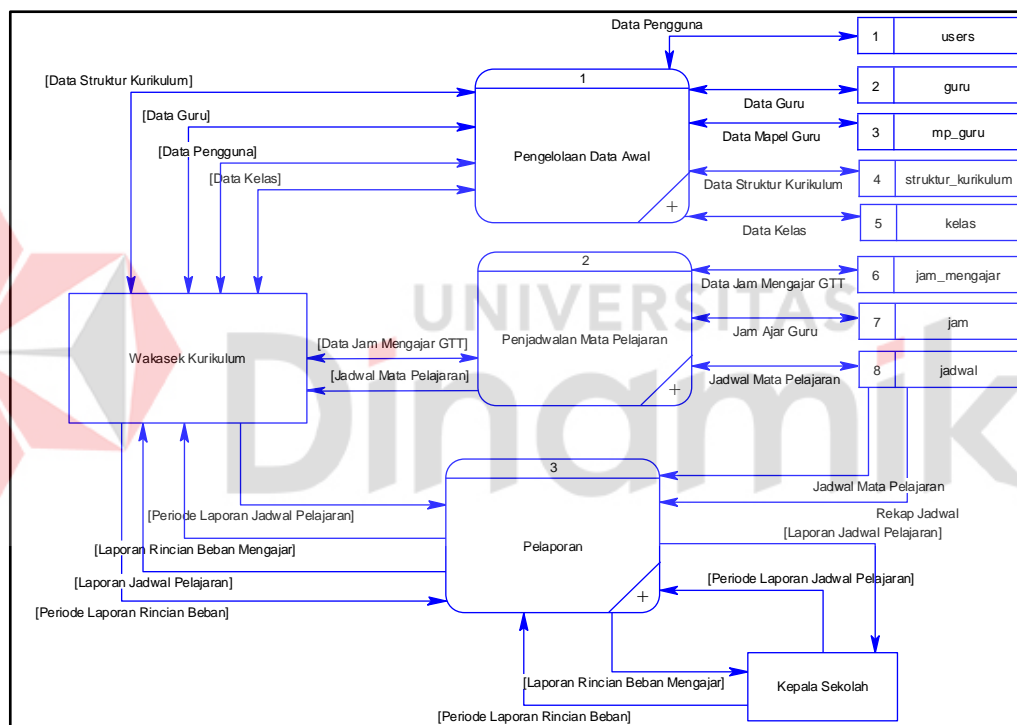 Data Pengguna
1 users
[Data Struktur Kurikulum]
1
2 guru
Data Guru
[Data Guru]
3 mp_guru
Data Mapel Guru
[Data Pengguna]
Pengelolaan Data Awal
[Data Kelas]
4 struktur_kurikulum
Data Struktur Kurikulum
+
5 kelas
Data Kelas
2
6 jam_mengajar
Data Jam Mengajar GTT
UNIVERSITAS
Dinamika
7 jam
Jam Ajar Guru
Penjadwalan Mata Pelajaran
[Data Jam Mengajar GTT]
Wakasek Kurikulum
8 jadwal
Jadwal Mata Pelajaran
[Jadwal Mata Pelajaran]
+
3
Jadwal Mata Pelajaran
Rekap Jadwal
[Periode Laporan Jadwal Pelajaran]
[Laporan Jadwal Pelajaran]
Pelaporan
[Laporan Rincian Beban Mengajar]
[Laporan Jadwal Pelajaran]
[Periode Laporan Jadwal Pelajaran]
+
[Periode Laporan Rincian Beban]
[Laporan Rincian Beban Mengajar]
Kepala Sekolah
[Periode Laporan Rincian Beban]